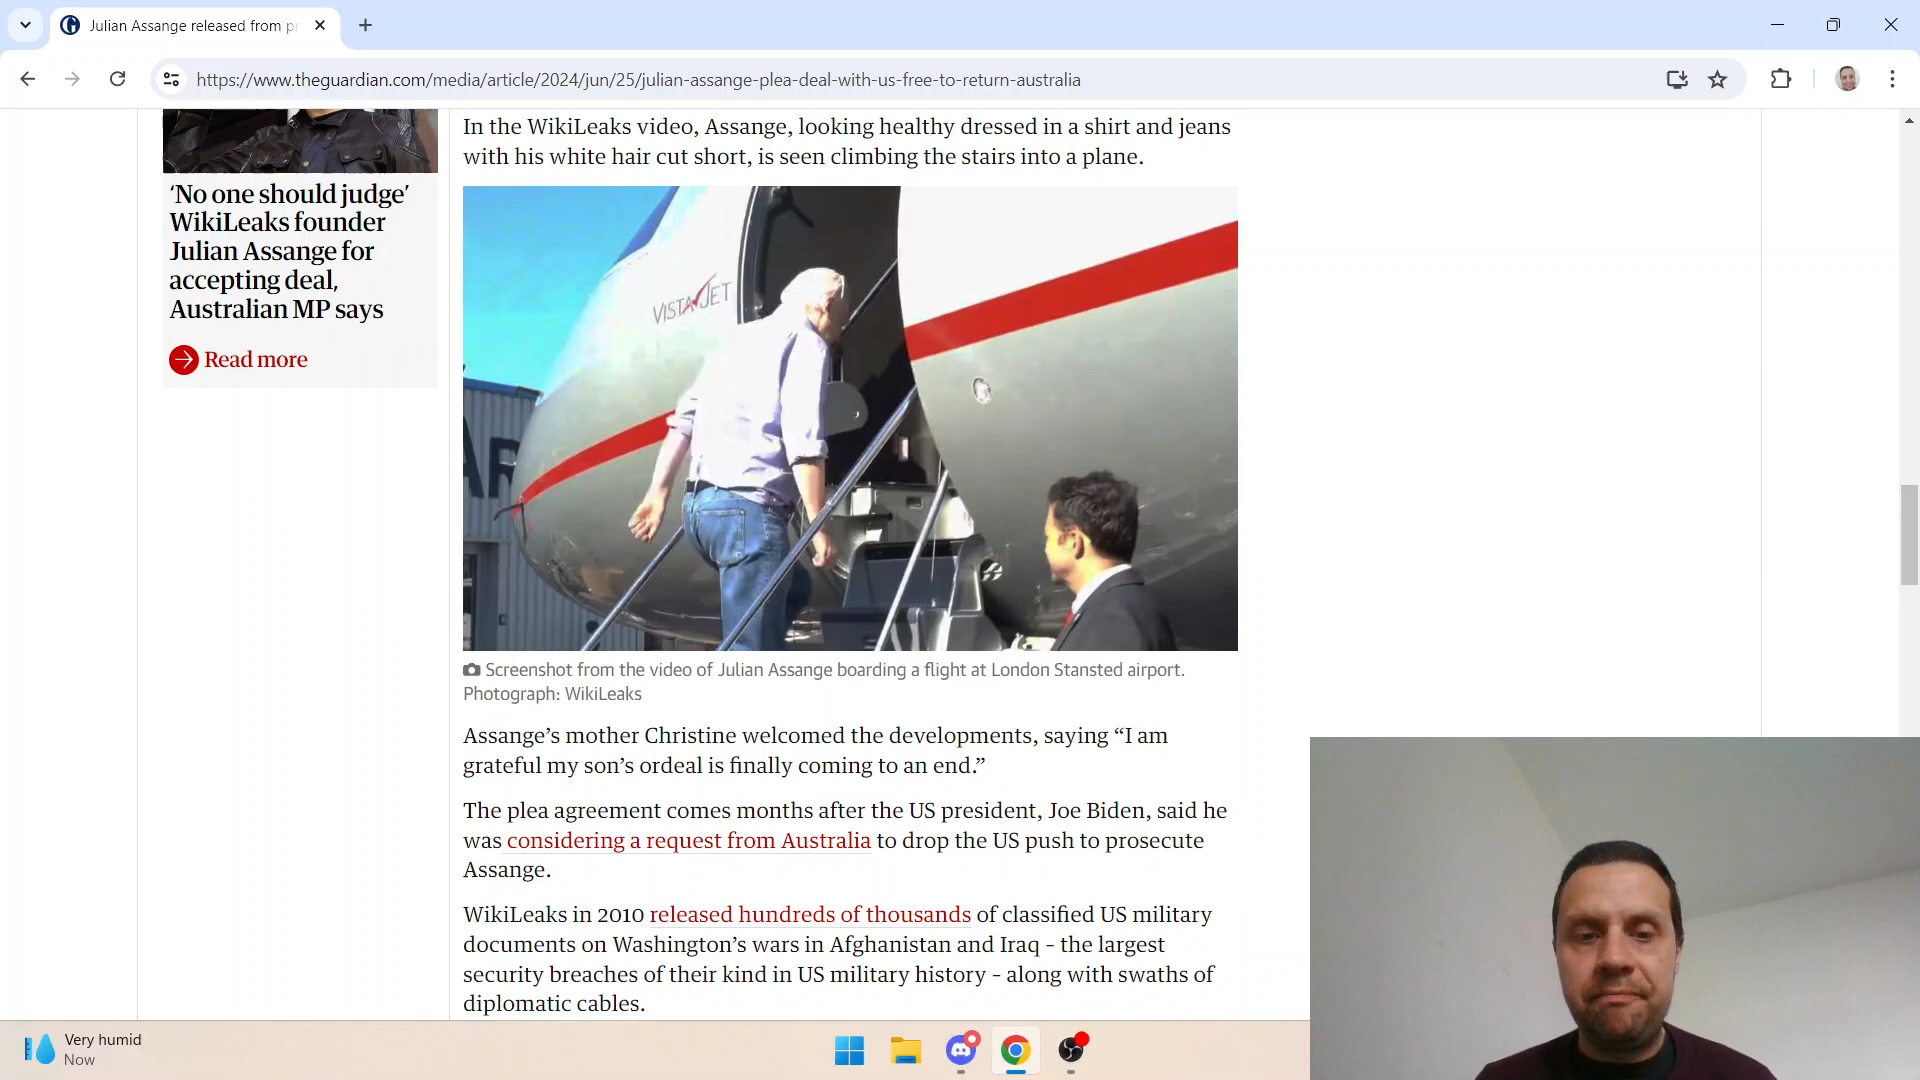 Julian Assange released from pr
https://www.theguardian.com/media/article/2024/jun/25/julian-assange-plea-deal-with-us-free-to-return-australia
‘No one should judge’
WikiLeaks founder
Julian Assange for
accepting deal,
Australian MP says
Read more
In the WikiLeaks video, Assange, looking healthy dressed in a shirt and jeans
with his white hair cut short, is seen climbing the stairs into a plane.
VISTAJET
AR
Screenshot from the video of Julian Assange boarding a flight at London Stansted airport.
Photograph: WikiLeaks
Assange’s mother Christine welcomed the developments, saying “I am
grateful my son’s ordeal is finally coming to an end.”
The plea agreement comes months after the US president, Joe Biden, said he
was considering a request from Australia to drop the US push to prosecute
Assange.
WikiLeaks in 2010 released hundreds of thousands of classified US military
documents on Washington’s wars in Afghanistan and Iraq – the largest
security breaches of their kind in US military history – along with swaths of
diplomatic cables.
Very humid
Now